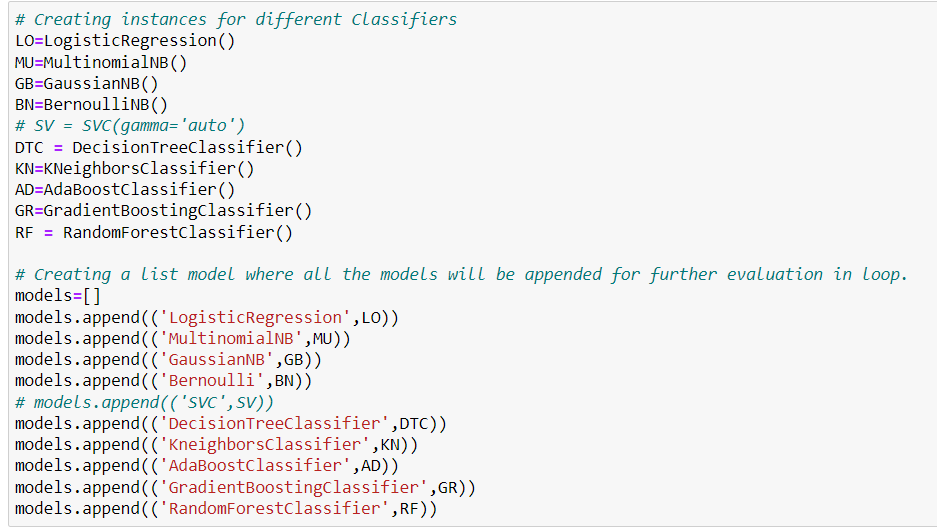 # Creating instances for different Classifiers
LO=LogisticRegression()
MU=MultinomialNB()
GB=GaussianNB()
BN=BernoulliNB()
# SV = SVC(gamma='auto')
DTC = DecisionTreeClassifier()
KN=KNeighborsClassifier()
AD=AdaBoostClassifier()
GR=GradientBoostingClassifier()
RF = RandomForestClassifier()

# Creating a list model where all the models will be appended for further evaluation in loop.
models=[]
models.append(('LogisticRegression',LO))
models.append(('MultinomialNB',MU))
models.append(('GaussianNB',GB))
models.append(('Bernoulli',BN))
# models.append(('SVC',SV))
models.append(('DecisionTreeClassifier',DTC))
models.append(('KneighborsClassifier',KN))
models.append(('AdaBoostClassifier',AD))
models.append(('GradientBoostingClassifier',GR))
models.append(('RandomForestClassifier',RF))